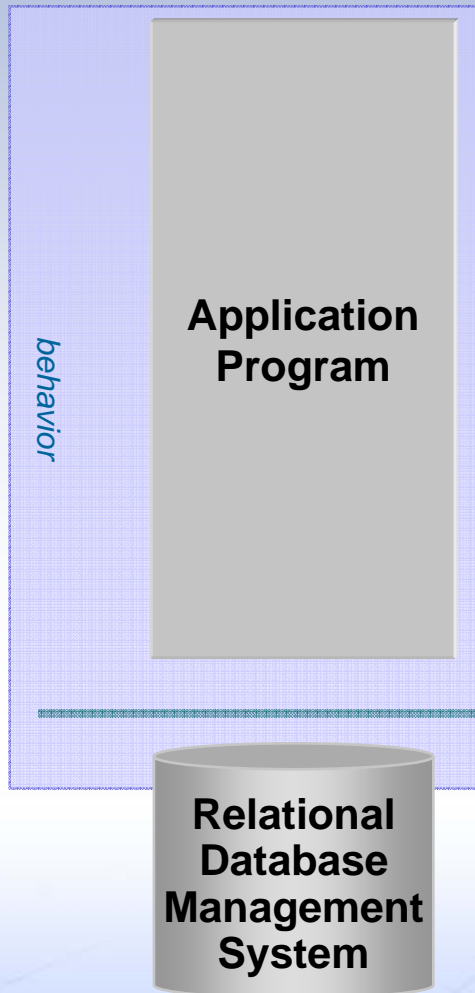 Application
Program
behavior
Relational
Database
Management
System